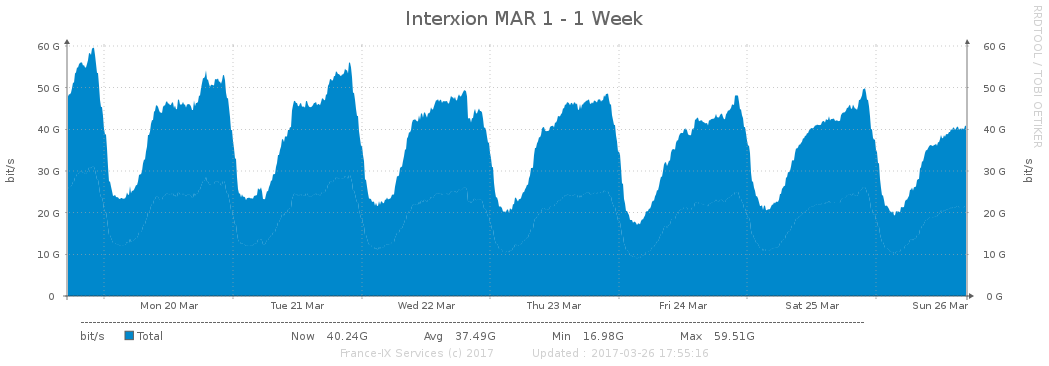 Interxion MAR 1 - 1 Week
RRDTOOL / TOBI OETIKER
bit/s
60 G
50 G
40 G
30 G
20 G
10 G
0
60 G
50 G
40 G
30 G
20 G
10 G
0 G
bit/s
Mon 20 Mar Tue 21 Mar Wed 22 Mar Thu 23 Mar Fri 24 Mar Sat 25 Mar Sun 26 Mar
bit/s Total Now 40.24G Avg 37.49G Min 16.98G Max 59.51G
France-IX Services (c) 2017 Updated : 2017-03-26 17:55:16